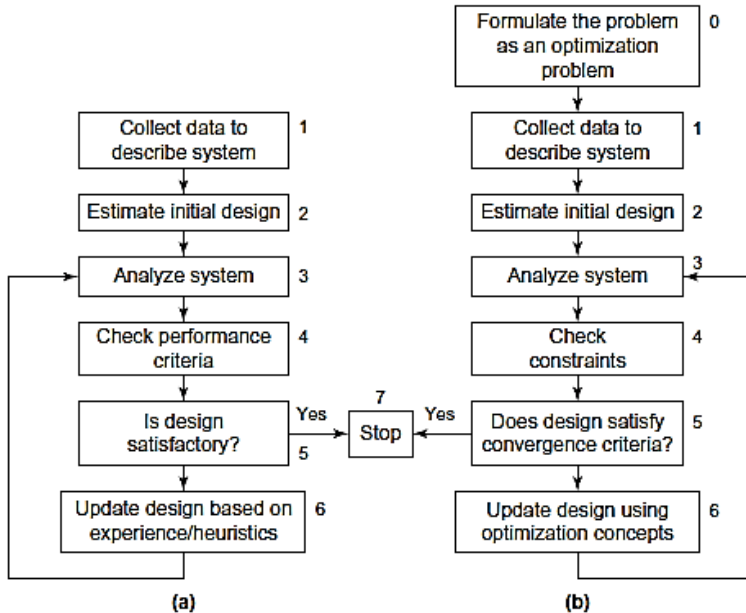 Formulate the problem
as an optimization
problem
0
Collect data to
describe system
1
Collect data to
describe system
1
Estimate initial design
2
Estimate initial design
2
Analyze system
3
Analyze system
3
Check performance
criteria
4
Check
constraints
4
Is design
satisfactory?
5
Yes
7
Stop
Yes
Does design satisfy
convergence criteria?
5
Update design based on
experience/heuristics
6
Update design using
optimization concepts
6
(a)
(b)